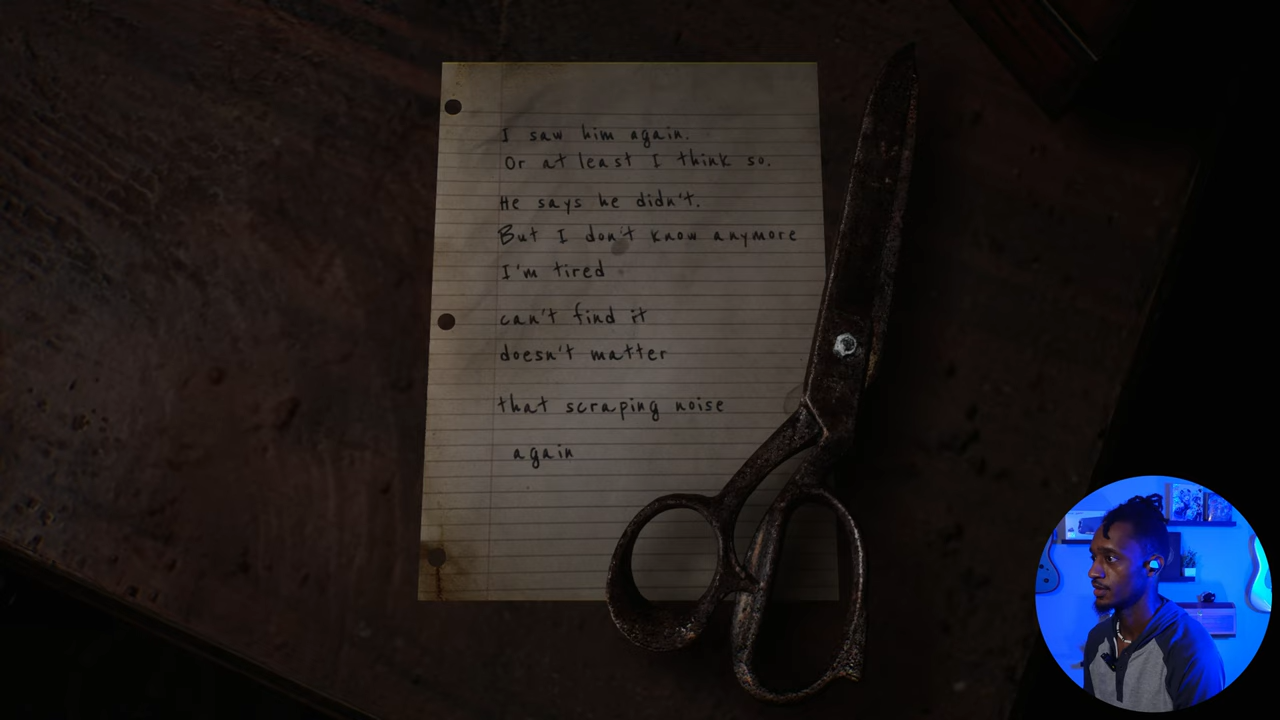 I saw him again.
Or at least I think so.
He says he didn't.
But I don't know anymore
I'm tired
can't find it
doesn't matter
that scraping noise
again